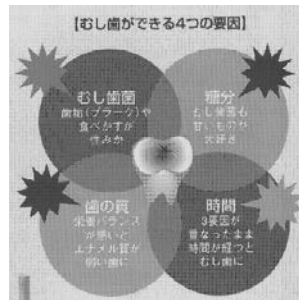 【むし歯ができる4つの要因】
むし歯菌
歯垢(プラーク)や
食べかすが
住みか
糖分
むし歯菌も
甘いものが
大好き
歯の質
栄養バランス
が悪いと
エナメル質が
弱い歯に
時間
3要因が
重なったまま
時間が経つと
むし歯に